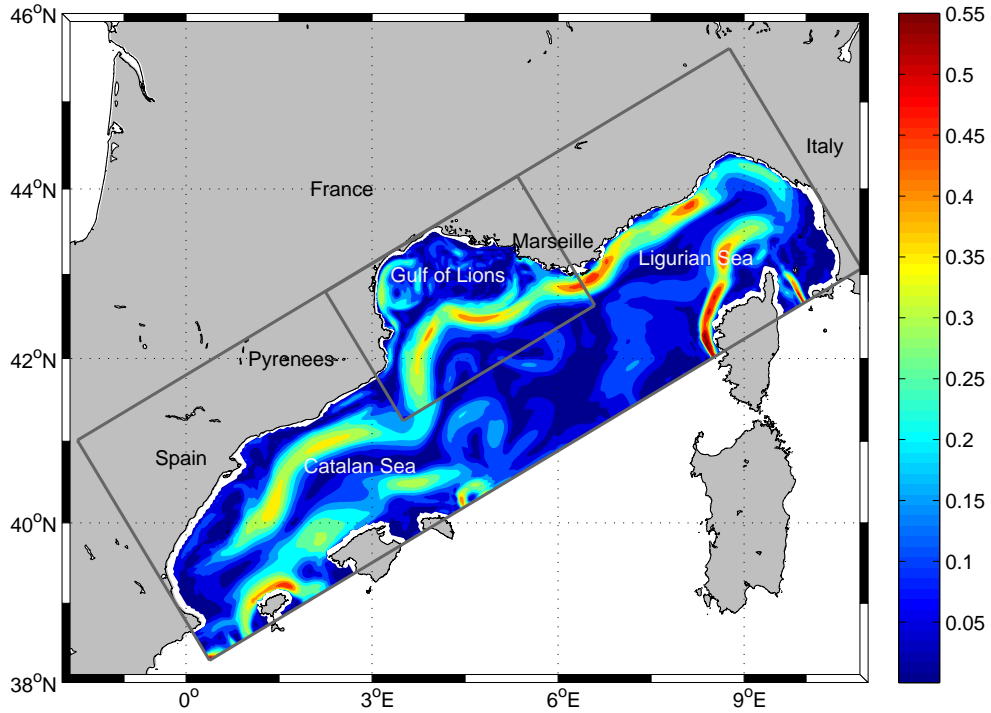 46°N
44°N
42°N
40°N
38°N
0°
3°E
6°E
9°E
France
Italy
Marseille
Ligurian Sea
Gulf of Lions
Pyrenees
Spain
Catalan Sea
0.55
0.5
0.45
0.4
0.35
0.3
0.25
0.2
0.15
0.1
0.05